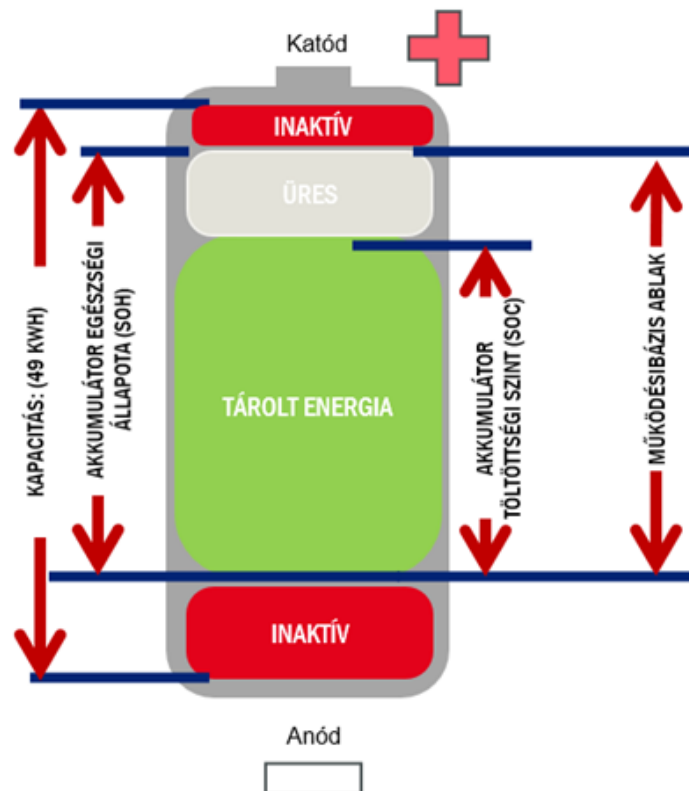 Katód
INAKTÍV
ÜRES
TÁROLT ENERGIA
INAKTÍV
Anód
KAPACITÁS: (49 KWH)
AKKUMULÁTOR EGÉSZSÉGI
ÁLLAPOTA (SOH)
AKKUMULÁTOR
TÖLTÖTTSÉGI SZINT (SOC)
MŰKÖDÉSIBÁZIS ABLAK